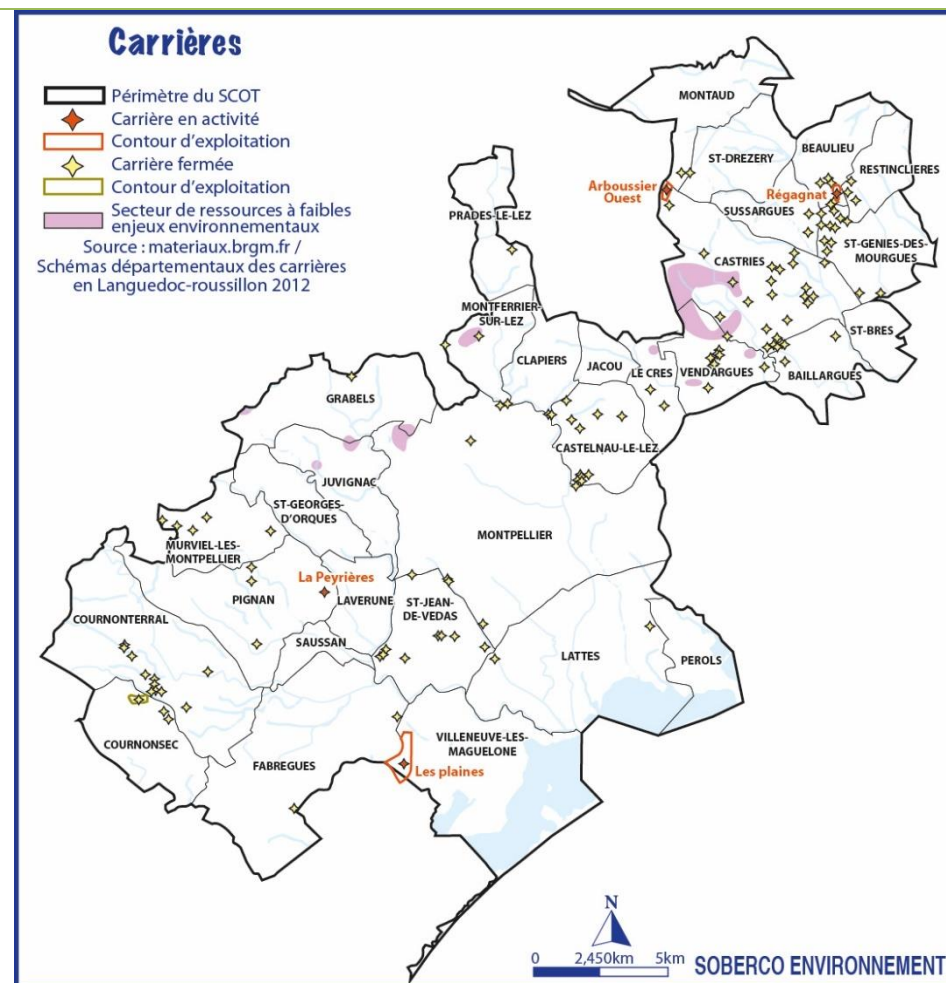 Carrières
Périmètre du SCOT
Carrière en activité
Contour d'exploitation
Carrière fermée
Contour d'exploitation
Secteur de ressources à faibles
enjeux environnementaux
Source : materiaux.brgm.fr /
Schémas départementaux des carrières
en Languedoc-roussillon 2012
MONTAUD
ST-DREZERY
BEAULIEU
RESTINCLIERES
Arboussier
Ouest
Régagnat
SUSSARGUES
PRADES-LE-LEZ
ST-GENIES-DES-
MOURGUES
CASTRIES
MONTFERRIER-
SUR-LEZ
ST-BRES
CLAPIERS
JACOU
LE CRES
VENDARGUES
BAILLARGUES
GRABELS
CASTELNAU-LE-LEZ
JUVIGNAC
ST-GEORGES-
D'ORQUES
MONTPELLIER
MURVIEL-LES-
MONTPELLIER
La Peyrières
PIGNAN
LAVERUNE
ST-JEAN-
DE-VEDAS
COURNONTERRAL
SAUSSAN
LATTES
PEROLS
COURNONSEC
FABREGUES
VILLENEUVE-LES-
MAGUELONE
Les plaines
N
0 2,450km 5km
SOBERCO ENVIRONNEMENT